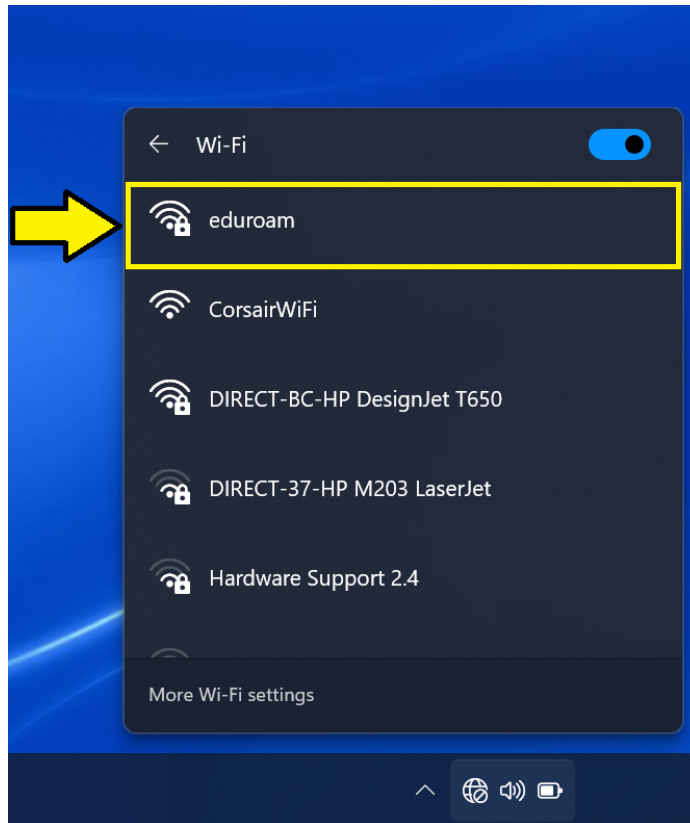 Wi-Fi
eduroam
CorsairWiFi
DIRECT-BC-HP DesignJet T650
DIRECT-37-HP M203 LaserJet
Hardware Support 2.4
More Wi-Fi settings